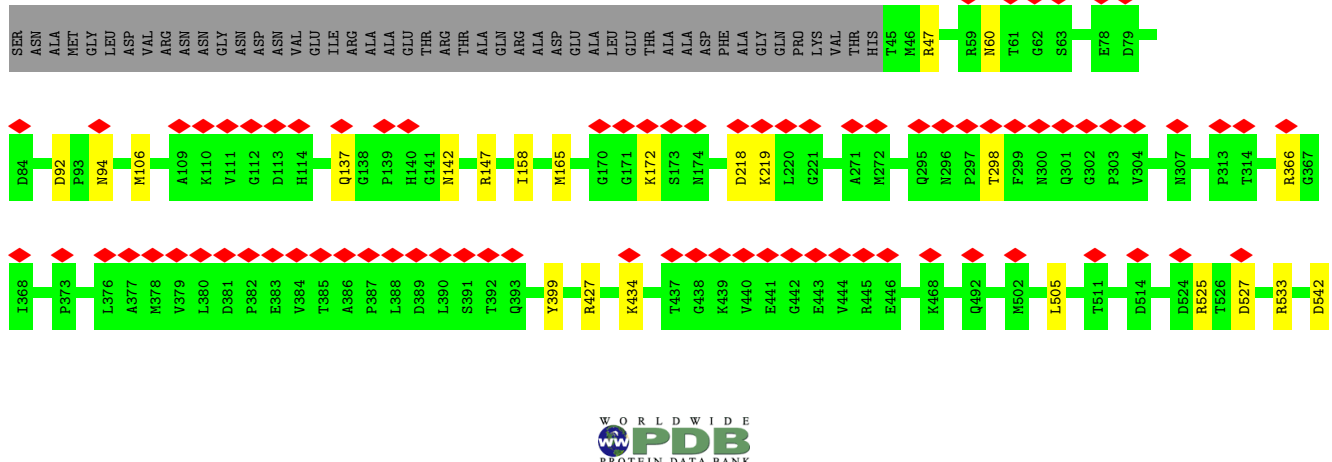 SER ASN ALA MET GLY LEU ASP VAL ARG ASN ASN GLY ASN ASP ASN VAL GLU ILE ARG ALA ALA GLU THR ARG THR ALA GLN ARG ALA ASP GLU ALA LEU GLU THR ALA ALA ASP PHE ALA GLY GLN PRO LYS VAL THR HIS T45 M46 R47 R59 N60 T61 G62 S63 E78 D79
D84 D92 P93 N94 M106 A109 K110 V111 G112 D113 H114 Q137 G138 P139 H140 G141 N142 R147 I158 M165 G170 G171 K172 S173 N174 D218 K219 L220 G221 A271 M272 Q295 N296 P297 T298 F299 N300 Q301 G302 P303 V304 N307 P313 T314 R366 G367
I368 P373 L376 A377 M378 V379 L380 D381 P382 E383 V384 T385 A386 P387 L388 D389 L390 S391 T392 Q393 Y399 R427 K434 T437 G438 K439 V440 E441 G442 E443 V444 R445 E446 K468 Q492 M502 L505 T511 D514 D524 R525 T526 D527 R533 D542
WORLDWIDE
PDB
PROTEIN DATA BANK